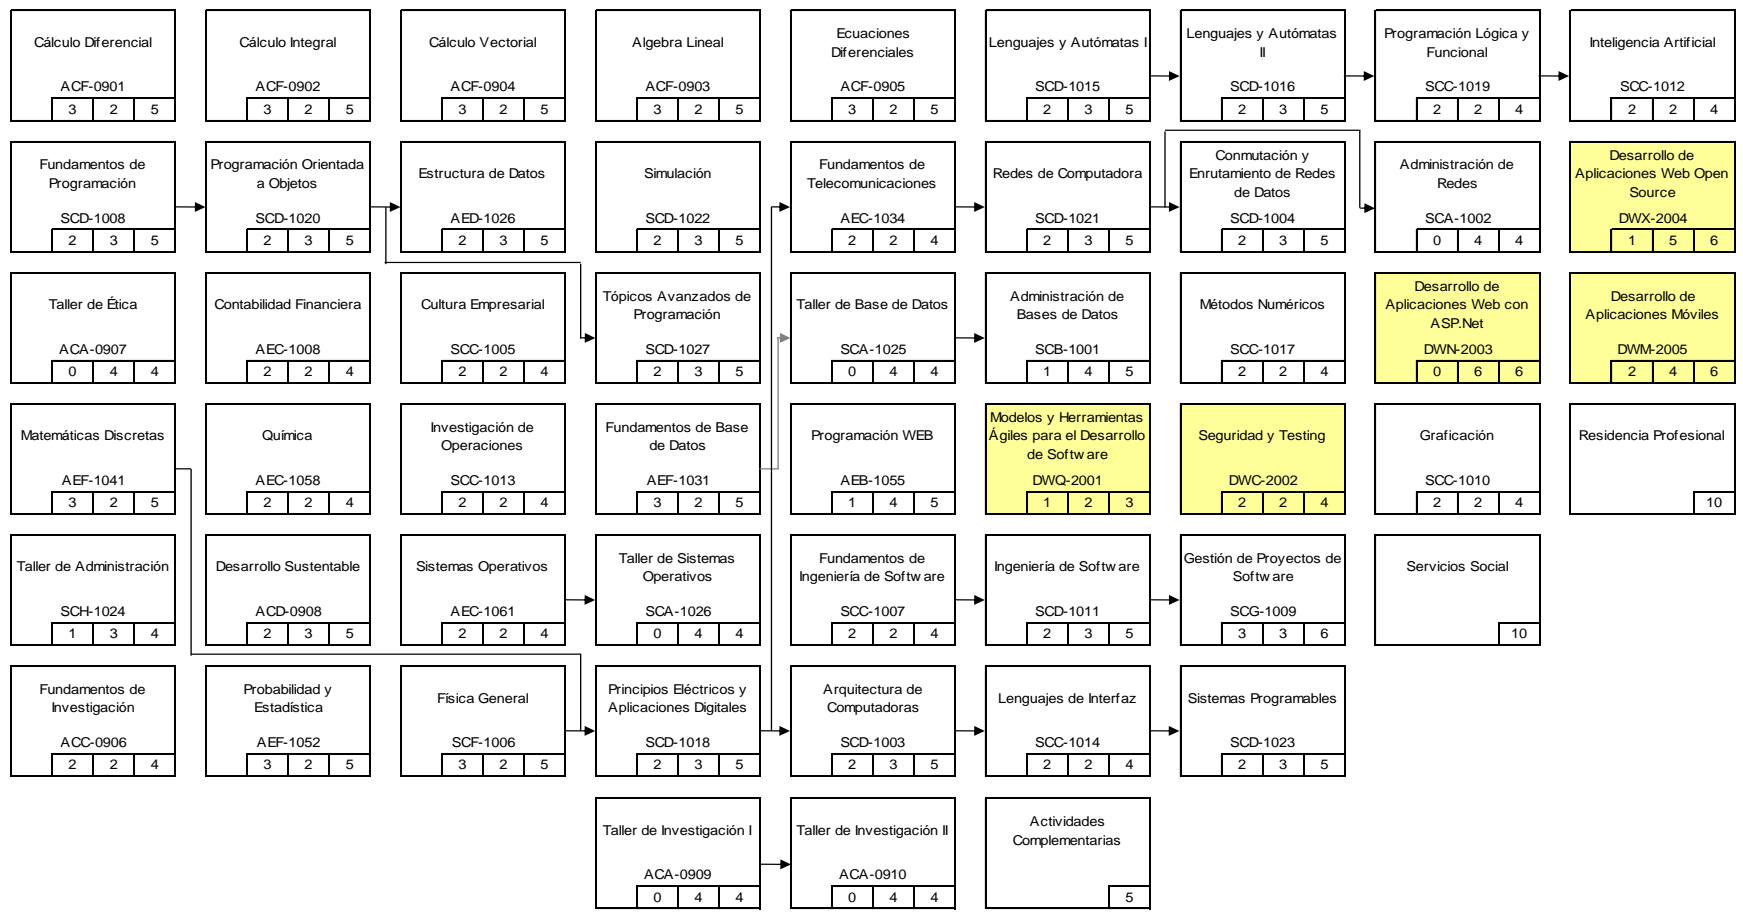 Cálculo Diferencial
ACF-0901
3 2 5
Cálculo Integral
ACF-0902
3 2 5
Cálculo Vectorial
ACF-0904
3 2 5
Algebra Lineal
ACF-0903
3 2 5
Ecuaciones
Diferenciales
ACF-0905
3 2 5
Lenguajes y Autómatas I
SCD-1015
2 3 5
Lenguajes y Autómatas
II
SCD-1016
2 3 5
Programación Lógica y
Funcional
SCC-1019
2 2 4
Inteligencia Artificial
SCC-1012
2 2 4
Fundamentos de
Programación
SCD-1008
2 3 5
Programación Orientada
a Objetos
SCD-1020
2 3 5
Estructura de Datos
AED-1026
2 3 5
Simulación
SCD-1022
2 3 5
Fundamentos de
Telecomunicaciones
AEC-1034
2 2 4
Redes de Computadora
SCD-1021
2 3 5
Conmutación y
Enrutamiento de Redes
de Datos
SCD-1004
2 3 5
Administración de
Redes
SCA-1002
0 4 4
Desarrollo de
Aplicaciones Web Open
Source
DWX-2004
1 5 6
Taller de Ética
ACA-0907
0 4 4
Contabilidad Financiera
AEC-1008
2 2 4
Cultura Empresarial
SCC-1005
2 2 4
Tópicos Avanzados de
Programación
SCD-1027
2 3 5
Taller de Base de Datos
SCA-1025
0 4 4
Administración de
Bases de Datos
SCB-1001
1 4 5
Métodos Numéricos
SCC-1017
2 2 4
Desarrollo de
Aplicaciones Web con
ASP.Net
DWN-2003
0 6 6
Desarrollo de
Aplicaciones Móviles
DWM-2005
2 4 6
Matemáticas Discretas
AEF-1041
3 2 5
Química
AEC-1058
2 2 4
Investigación de
Operaciones
SCC-1013
2 2 4
Fundamentos de Base
de Datos
AEF-1031
3 2 5
Programación WEB
AEB-1055
1 4 5
Modelos y Herramientas
Ágiles para el Desarrollo
de Software
DWQ-2001
1 2 3
Seguridad y Testing
DWC-2002
2 2 4
Graficación
SCC-1010
2 2 4
Residencia Profesional
10
Taller de Administración
SCH-1024
1 3 4
Desarrollo Sustentable
ACD-0908
2 3 5
Sistemas Operativos
AEC-1061
2 2 4
Taller de Sistemas
Operativos
SCA-1026
0 4 4
Fundamentos de
Ingeniería de Software
SCC-1007
2 2 4
Ingeniería de Software
SCD-1011
2 3 5
Gestión de Proyectos de
Software
SCG-1009
3 3 6
Servicios Social
10
Fundamentos de
Investigación
ACC-0906
2 2 4
Probabilidad y
Estadística
AEF-1052
3 2 5
Física General
SCF-1006
3 2 5
Principios Eléctricos y
Aplicaciones Digitales
SCD-1018
2 3 5
Arquitectura de
Computadoras
SCD-1003
2 3 5
Lenguajes de Interfaz
SCC-1014
2 2 4
Sistemas Programables
SCD-1023
2 3 5
Taller de Investigación I
ACA-0909
0 4 4
Taller de Investigación II
ACA-0910
0 4 4
Actividades
Complementarias
5